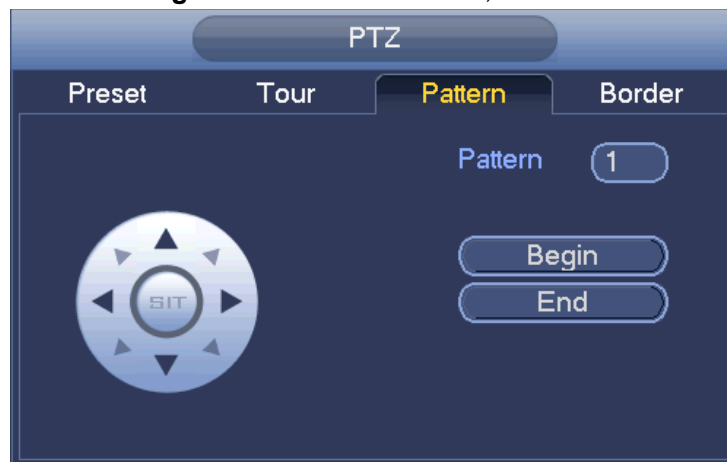 PTZ
Preset Tour Pattern Border
Pattern 1
Begin
SIT
End